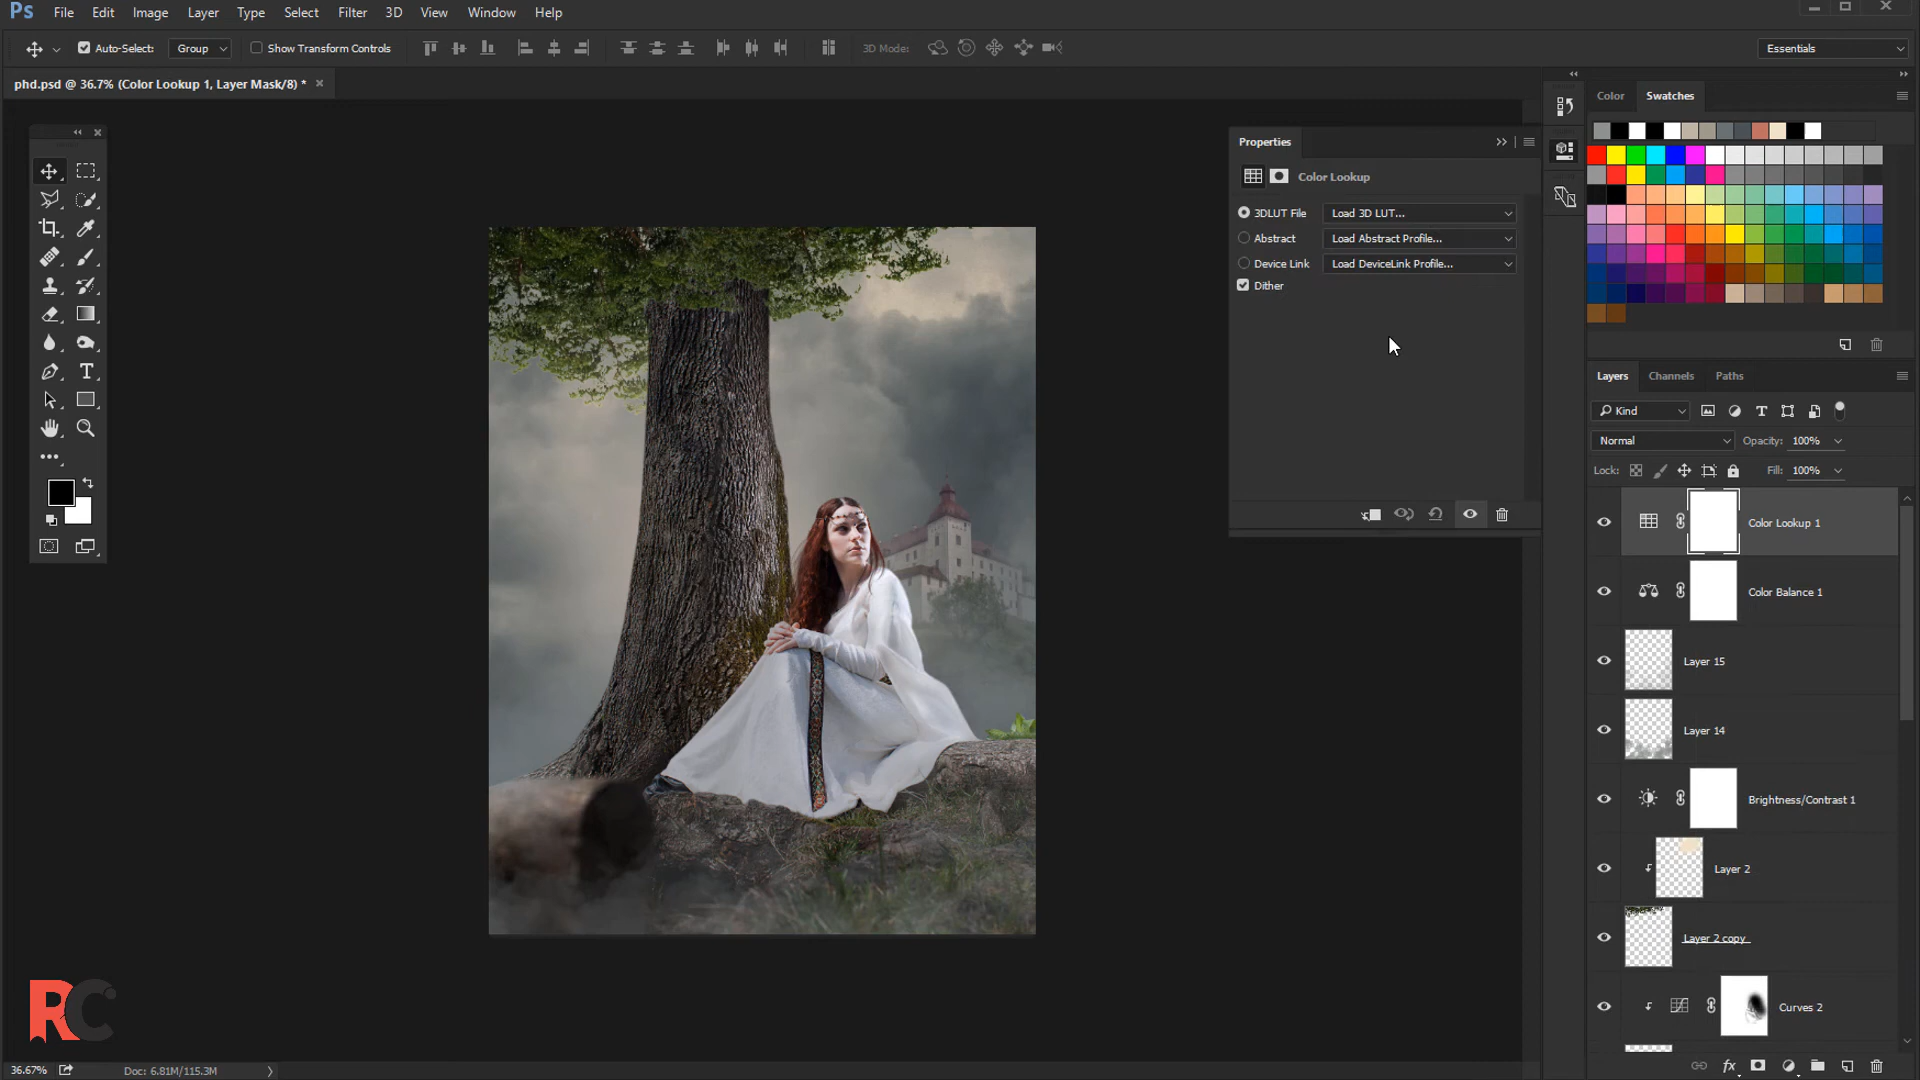 Ps File Edit Image Layer Type Select Filter 3D View Window Help
Auto-Select: Group Show Transform Controls 3D Mode: Essentials
phd.psd @ 36.7% (Color Lookup 1, Layer Mask/8) *
Color Swatches
Properties
Color Lookup
3DLUT File Load 3D LUT...
Abstract Load Abstract Profile...
Device Link Load DeviceLink Profile...
Dither
Layers Channels Paths
Kind
Normal Opacity: 100%
Lock: Fill: 100%
Color Lookup 1
Color Balance 1
Layer 15
Layer 14
Brightness/Contrast 1
Layer 2
Layer 2 copy
Curves 2
RC
36.67% Doc: 6.81M/115.3M
fx